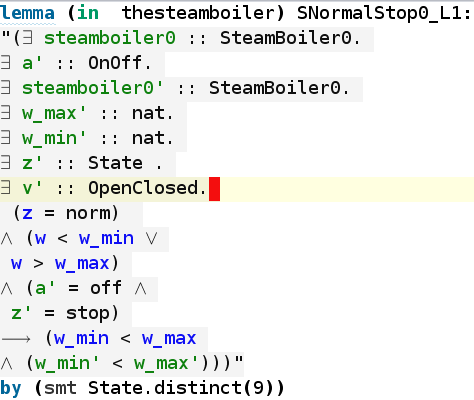 lemma (in thesteamboiler) SNormalStop0_L1:
"(∃ steamboiler0 :: SteamBoiler0.
∃ a' :: OnOff.
∃ steamboiler0' :: SteamBoiler0.
∃ w_max' :: nat.
∃ w_min' :: nat.
∃ z' :: State .
∃ v' :: OpenClosed.
(z = norm)
∧ (w < w_min ∨
w > w_max)
∧ (a' = off ∧
z' = stop)
⟶ (w_min < w_max
∧ (w_min' < w_max')))"
by (smt State.distinct(9))